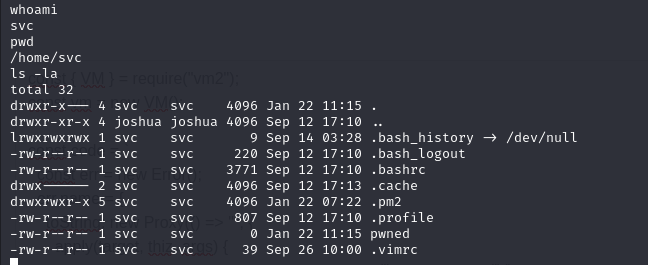 whoami
svc
pwd
/home/svc
ls -la
total 32
drwxr-x--- 4 svc    svc    4096 Jan 22 11:15 .
drwxr-xr-x 4 joshua joshua 4096 Sep 12 17:10 ..
lrwxrwxrwx 1 svc    svc       9 Sep 14 03:28 .bash_history -> /dev/null
-rw-r--r-- 1 svc    svc     220 Sep 12 17:10 .bash_logout
-rw-r--r-- 1 svc    svc    3771 Sep 12 17:10 .bashrc
drwx------ 2 svc    svc    4096 Sep 12 17:13 .cache
drwxrwxr-x 5 svc    svc    4096 Jan 22 07:22 .pm2
-rw-r--r-- 1 svc    svc     807 Sep 12 17:10 .profile
-rw-r--r-- 1 svc    svc       0 Jan 22 11:15 pwned
-rw-r--r-- 1 svc    svc      39 Sep 26 10:00 .vimrc
{ VM } = require("vm2");